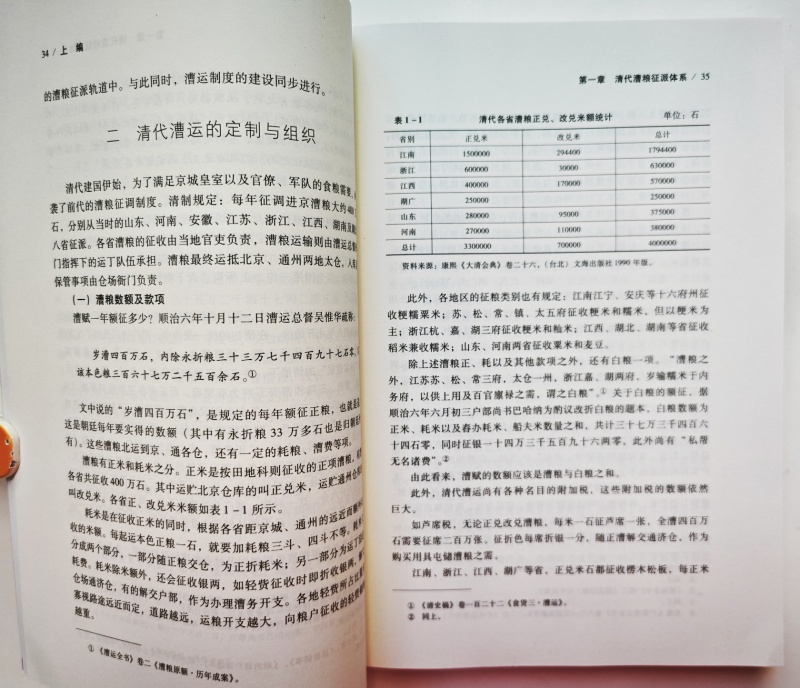 34 / 上 编
的漕粮征派轨道中。与此同时，漕运制度的建设同步进行。
二 清代漕运的定制与组织
清代建国伊始，为了满足京城皇室以及官僚、军队的食粮需要，
袭了前代的漕粮征调制度。清制规定：每年征调进京漕粮大约400
石，分别从当时的山东、河南、安徽、江苏、浙江、江西、湖南
八省征派。各省漕粮的征收由当地官吏负责，漕粮运输则由漕运总
门指挥下的运丁队伍承担。漕粮最终运抵北京、通州两地太仓，入
保管事项由仓场衙门负责。
（一）漕粮数额及款项
漕赋一年额征多少？顺治六年十月十二日漕运总督吴惟华疏称：
岁漕四百万石，内除永折粮三十三万七千四百九十七石零，
该本色粮三百六十七万二千五百余石。①
文中说的“岁漕四百万石”，是规定的每年额征正粮，也就是
这是朝廷每年要实得的数额（其中有永折粮 33 万多石也是归朝廷
有）。这些漕粮北运到京、通各仓，还有一定的耗粮、漕费等项。
漕粮有正米和耗米之分。正米是按田地科则征收的正项漕粮，
各省共征收400万石。其中运贮北京仓库的叫正兑米，运贮通州仓
叫改兑米。各省正、改兑米米额如表1－1所示。
耗米是在征收正米的同时，根据各省距京城、通州的远近而
收的米额。每起运本色正粮一石，就要加耗粮三斗、四斗不等。耗米
分成两个部分，一部分随正粮交仓，为正折耗米；另一部分为运丁
耗费。耗米除米额外，还会征收银两，如轻赍征收时即折收银两，
仓场通济仓，有的解交户部，作为办理漕务开支。各地轻赍所占比
寡视路途远近而定，道路越远，运粮开支越大，向粮户征收的轻赍
越重。
① 《漕运全书》卷二《漕粮原额·历年成案》。
第一章 清代漕粮征派体系 / 35
表1－1 清代各省漕粮正兑、改兑米额统计 单位：石
省别 正兑米 改兑米 总计
江南 1500000 294400 1794400
浙江 600000 30000 630000
江西 400000 170000 570000
湖广 250000 250000
山东 280000 95000 375000
河南 270000 110000 380000
总计 3300000 700000 4000000
资料来源：康熙《大清会典》卷二十六，（台北）文海出版社1990年版。
此外，各地区的征粮类别也有规定：江南江宁、安庆等十六府州征
收粳糯粟米；苏、松、常、镇、太五府征收粳米和糯米，但以粳米为
主；浙江杭、嘉、湖三府征收粳米和籼米；江西、湖北、湖南等省征收
稻米兼收糯米；山东、河南两省征收粟米和麦豆。
除上述漕粮正、耗以及其他款项之外，还有白粮一项。“漕粮之
外，江苏苏、松、常三府，太仓一州，浙江嘉、湖两府，岁输糯米于内
务府，以供上用及百官廪禄之需，谓之白粮”。① 关于白粮的额征，据
顺治六年六月初三户部尚书巴哈纳为酌议改折白粮的题本，白粮数额为
正米、耗米以及舂办耗米、船夫米数量之和，共计三十七万三千四百六
十四石零，同时征银一十四万三千五百九十六两零，此外尚有“私帮
无名诸费”。②
由此看来，漕赋的数额应该是漕粮与白粮之和。
此外，清代漕运尚有各种名目的附加税，这些附加税的数额依然
巨大。
如芦席税，无论正兑改兑漕粮，每米一石征芦席一张，全漕四百万
石需要征席二百万张。征折色每席折银一分，随正漕解交通济仓，作为
购买用具屯储漕粮之需。
江南、浙江、江西、湖广等省，正兑米石都征收楞木松板，每正米
① 《清史稿》卷一百二十二《食货三·漕运》。
② 同上。